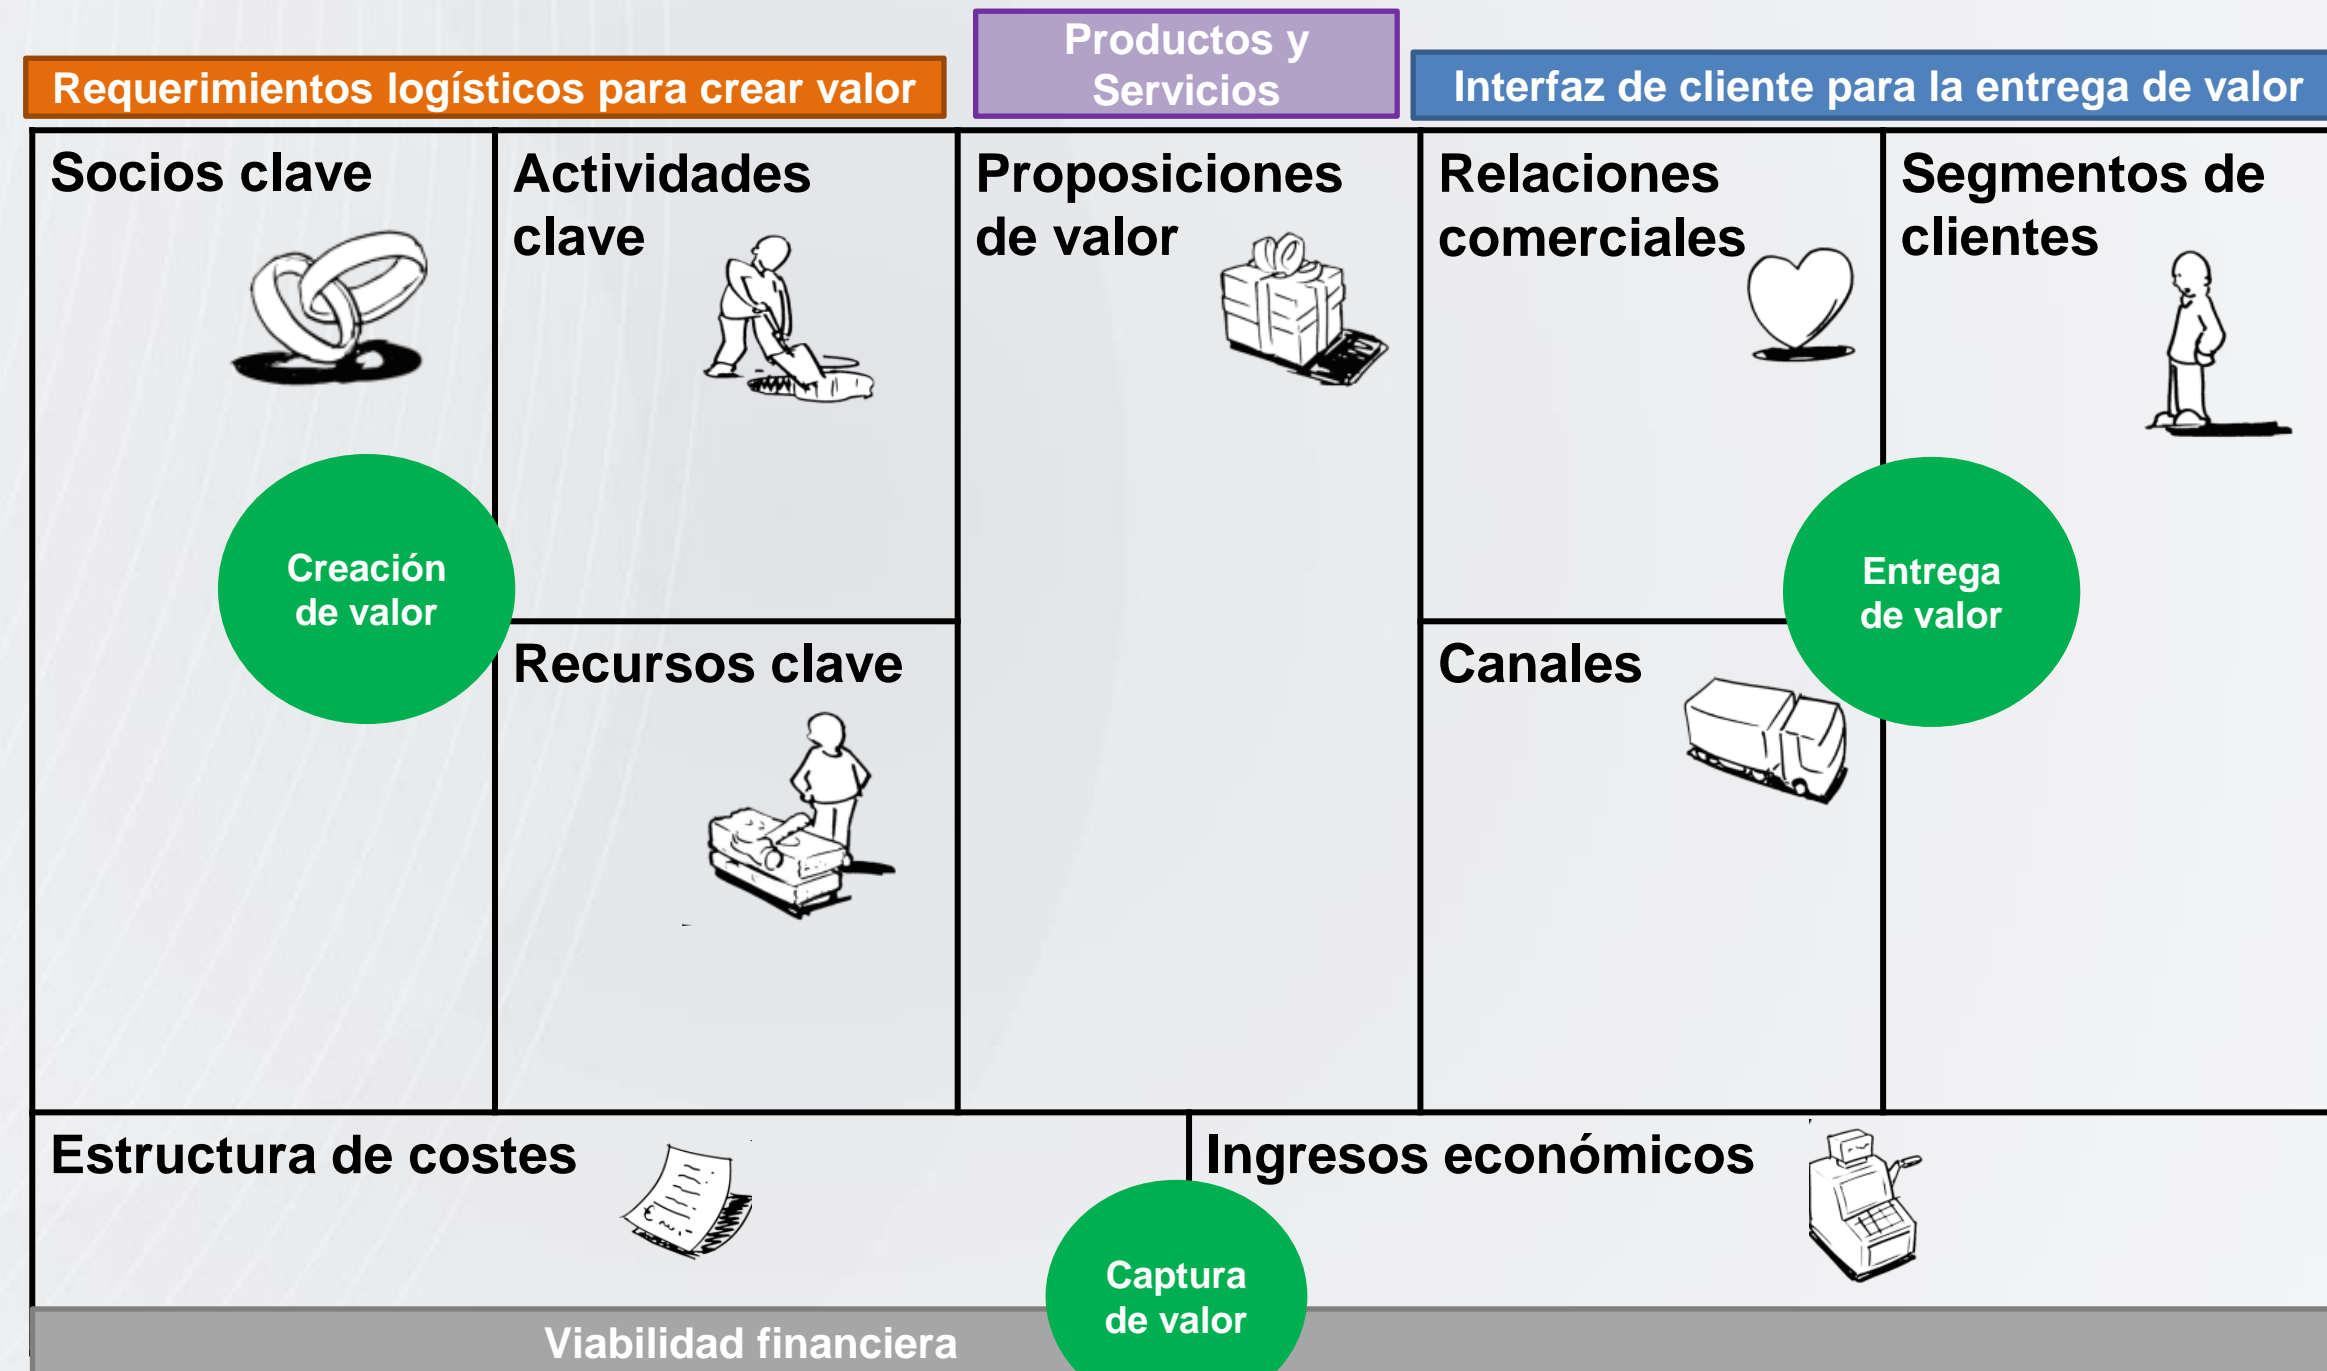 Productos y
Servicios
Requerimientos logísticos para crear valor
Interfaz de cliente para la entrega de valor
Socios clave
Actividades
clave
Proposiciones
de valor
Relaciones
comerciales
Segmentos de
clientes
Creación
de valor
Entrega
de valor
Recursos clave
Canales
Estructura de costes
Ingresos económicos
Captura
de valor
Viabilidad financiera